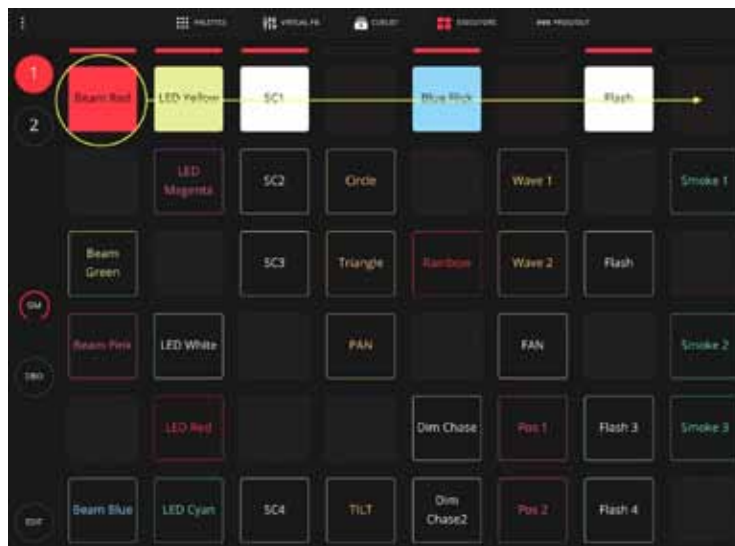 PALETTES
VIRTUAL FB
CUELIST
EXECUTORS
1
Beam Red
LED Yellow
SC1
Blue Flick
Flash
2
LED
Magenta
SC2
Circle
Wave 1
Smoke 1
Beam
Green
SC3
Triangle
Rainbow
Wave 2
Flash
GM
Beam Pink
LED White
PAN
FAN
Smoke 2
DBO
LED Red
Dim Chase
Pos 1
Flash 3
Smoke 3
EDIT
Beam Blue
LED Cyan
SC4
TILT
Dim
Chase2
Pos 2
Flash 4